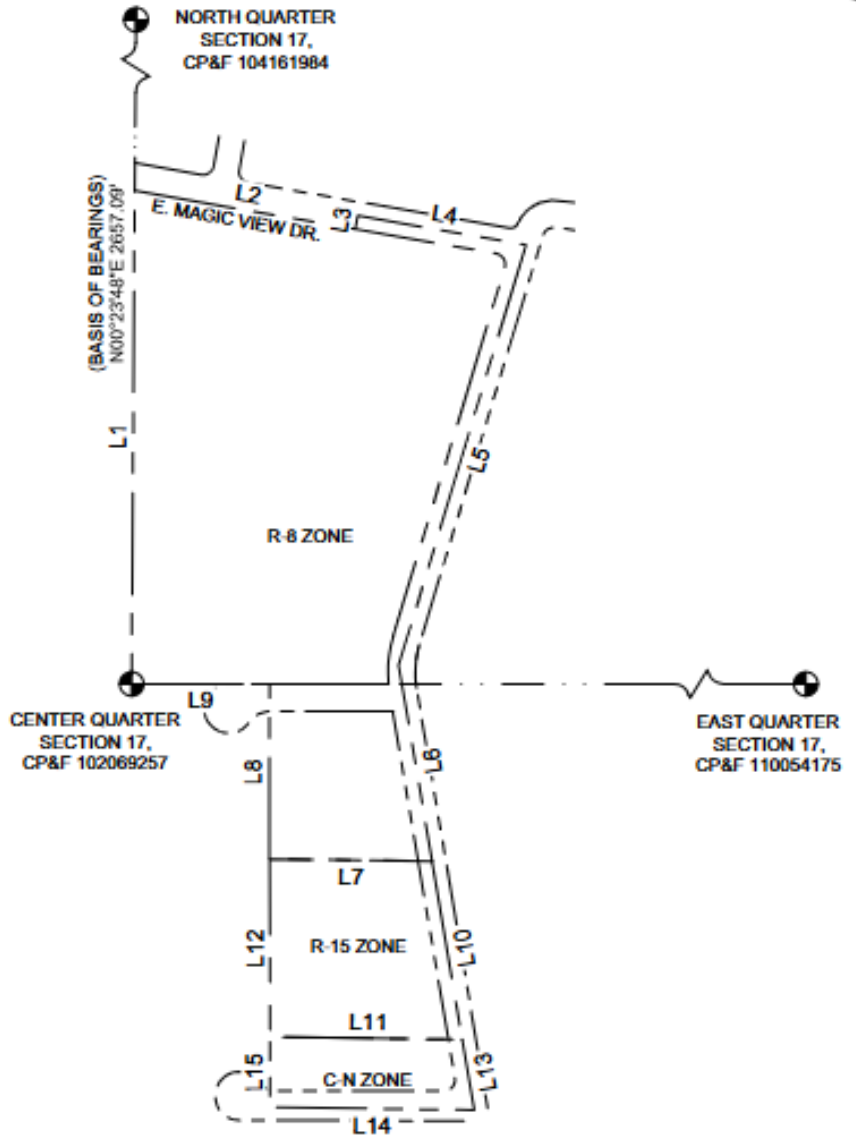 NORTH QUARTER
SECTION 17,
CP&F 104161984
(BASIS OF BEARINGS)
N00°23'48"E 2657.09'
L2
E. MAGIC VIEW DR.
L3
L4
L1
L5
R-8 ZONE
L9
CENTER QUARTER
SECTION 17,
CP&F 102069257
EAST QUARTER
SECTION 17,
CP&F 110054175
L8
L6
L7
L12
R-15 ZONE
L10
L11
L15
C-N ZONE
L13
L14